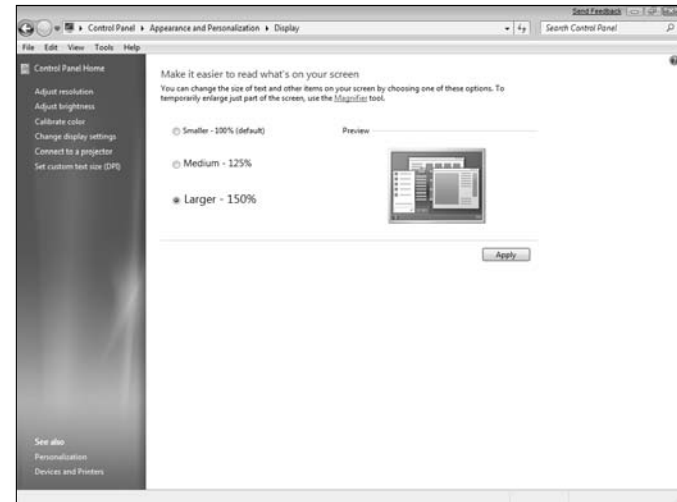 Send Feedback
Control Panel ▸ Appearance and Personalization ▸ Display
Search Control Panel
File Edit View Tools Help
Control Panel Home
Adjust resolution
Adjust brightness
Calibrate color
Change display settings
Connect to a projector
Set custom text size (DPI)
See also
Personalization
Devices and Printers
Make it easier to read what's on your screen
You can change the size of text and other items on your screen by choosing one of these options. To
temporarily enlarge just part of the screen, use the Magnifier tool.
Smaller - 100% (default)
Preview
Medium - 125%
Larger - 150%
Apply